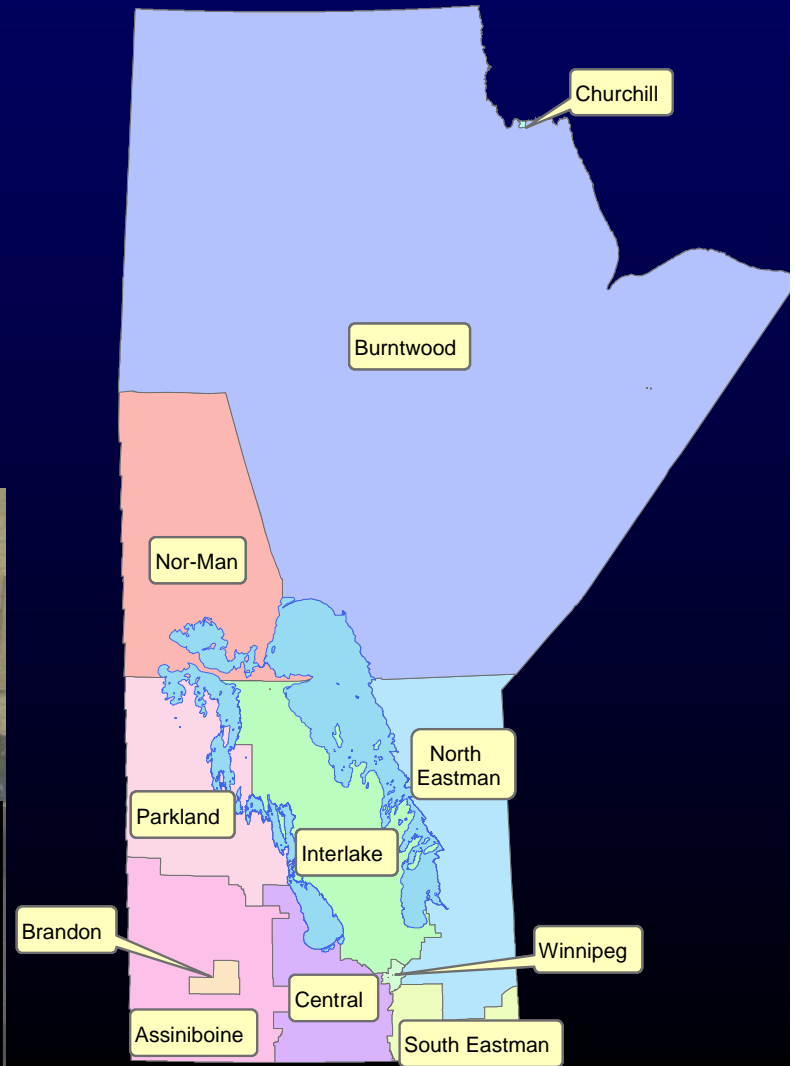 Churchill
Burntwood
Nor-Man
North
Eastman
Parkland
Interlake
Brandon
Winnipeg
Central
Assiniboine
South Eastman